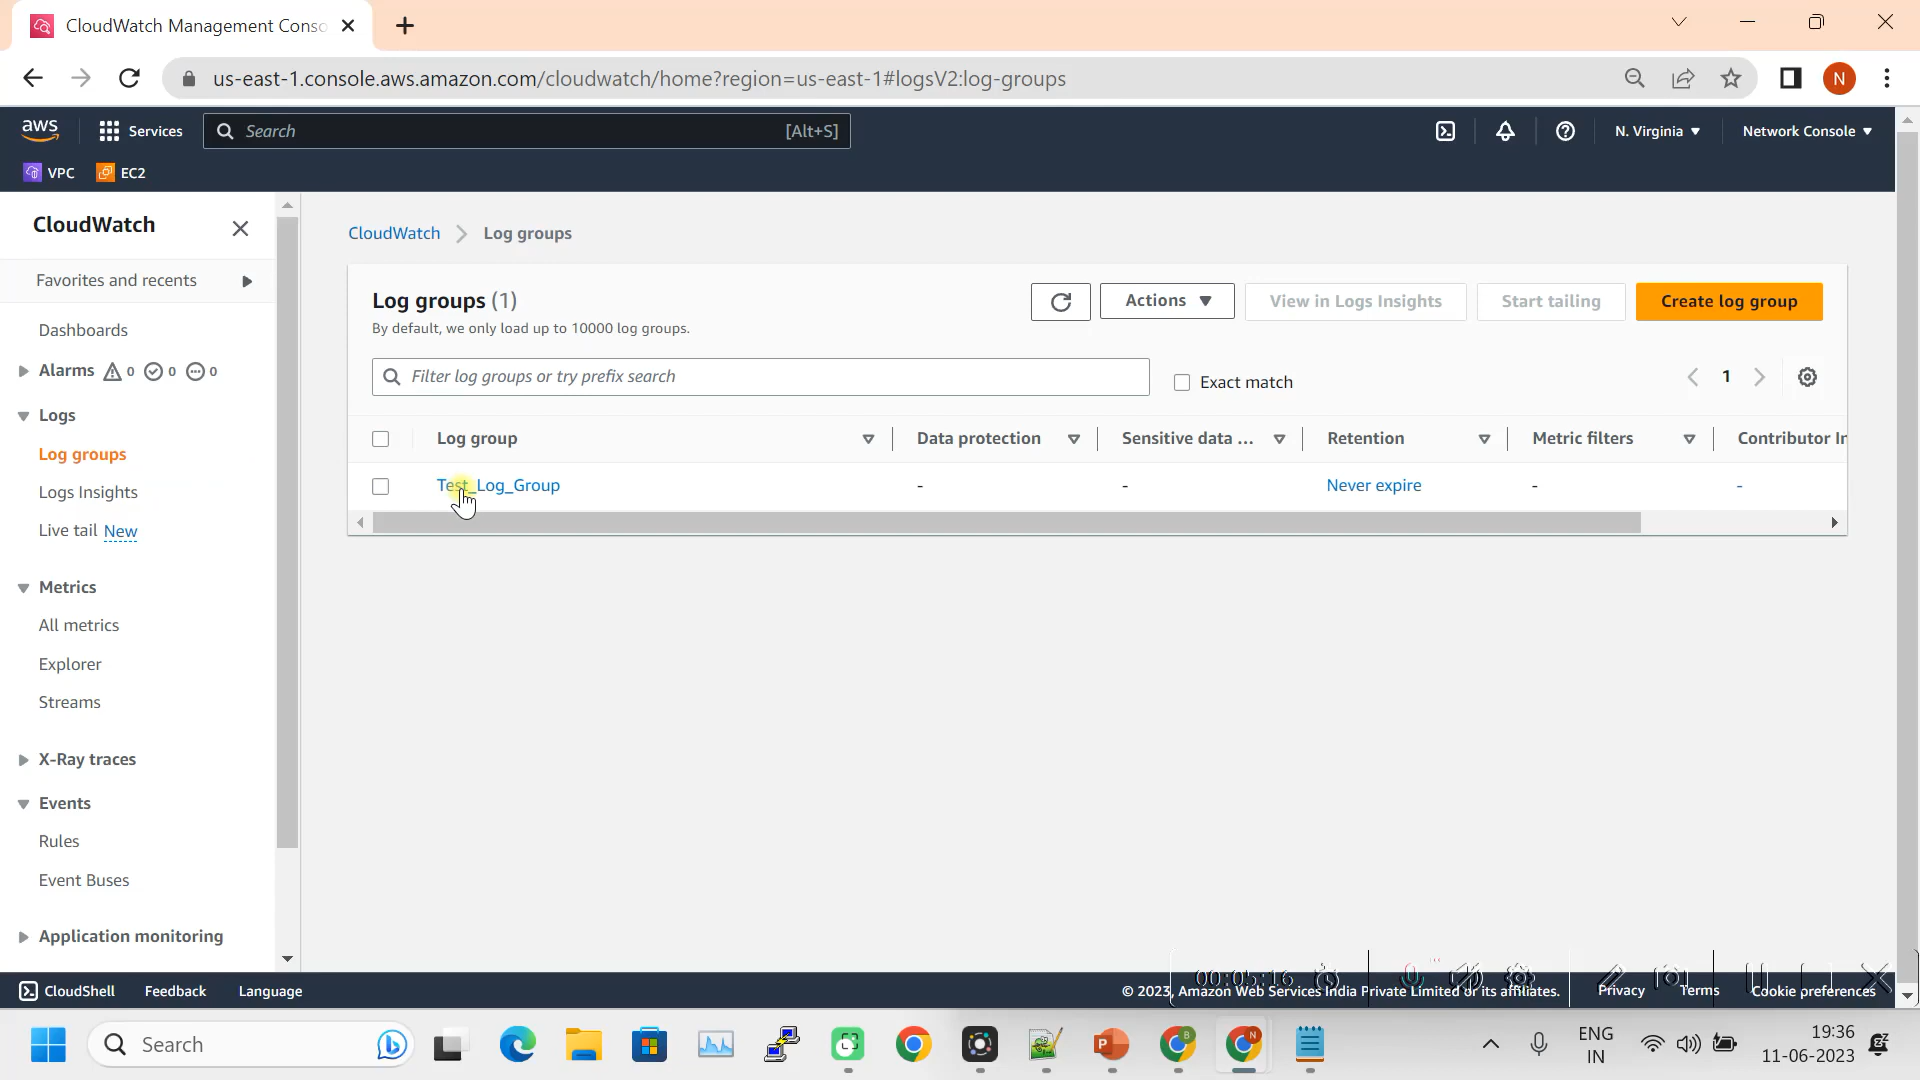 CloudWatch Management Conso
us-east-1.console.aws.amazon.com/cloudwatch/home?region=us-east-1#logsV2:log-groups
N
aws
Services
Search
[Alt+S]
N. Virginia
Network Console
VPC
EC2
CloudWatch
Favorites and recents
Dashboards
Alarms 0 0 0
Logs
Log groups
Logs Insights
Live tail New
Metrics
All metrics
Explorer
Streams
X-Ray traces
Events
Rules
Event Buses
Application monitoring
CloudWatch
Log groups
Log groups (1)
By default, we only load up to 10000 log groups.
Actions
View in Logs Insights
Start tailing
Create log group
Filter log groups or try prefix search
Exact match
1
Log group
Data protection
Sensitive data ...
Retention
Metric filters
Contributor In
Test_Log_Group
-
-
Never expire
-
-
00:05:16
CloudShell
Feedback
Language
© 2023, Amazon Web Services India Private Limited or its affiliates.
Privacy
Terms
Cookie preferences
Search
B
N
ENG
IN
19:36
11-06-2023